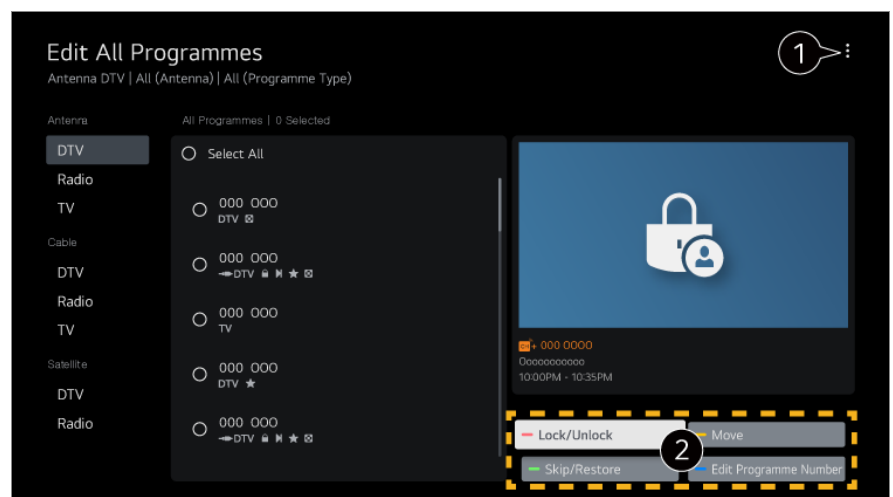 Edit All Programmes
1
Antenna DTV | All (Antenna) | All (Programme Type)
Antenna
All Programmes | 0 Selected
DTV
Radio
TV
Cable
DTV
Radio
TV
Satellite
DTV
Radio
Select All
000 000
DTV
000 000
DTV
000 000
TV
000 000
DTV
000 000
DTV
CH+ 000 0000
Ooooooooooo
10:00PM - 10:35PM
Lock/Unlock
Move
2
Skip/Restore
Edit Programme Number